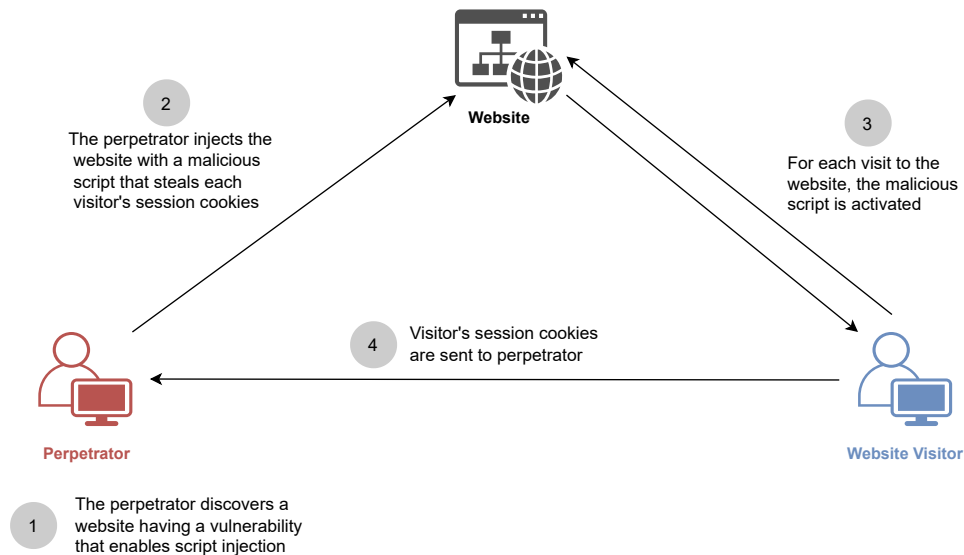 Website
2
The perpetrator injects the
website with a malicious
script that steals each
visitor's session cookies
3
For each visit to the
website, the malicious
script is activated
4
Visitor's session cookies
are sent to perpetrator
Perpetrator
Website Visitor
1
The perpetrator discovers a
website having a vulnerability
that enables script injection